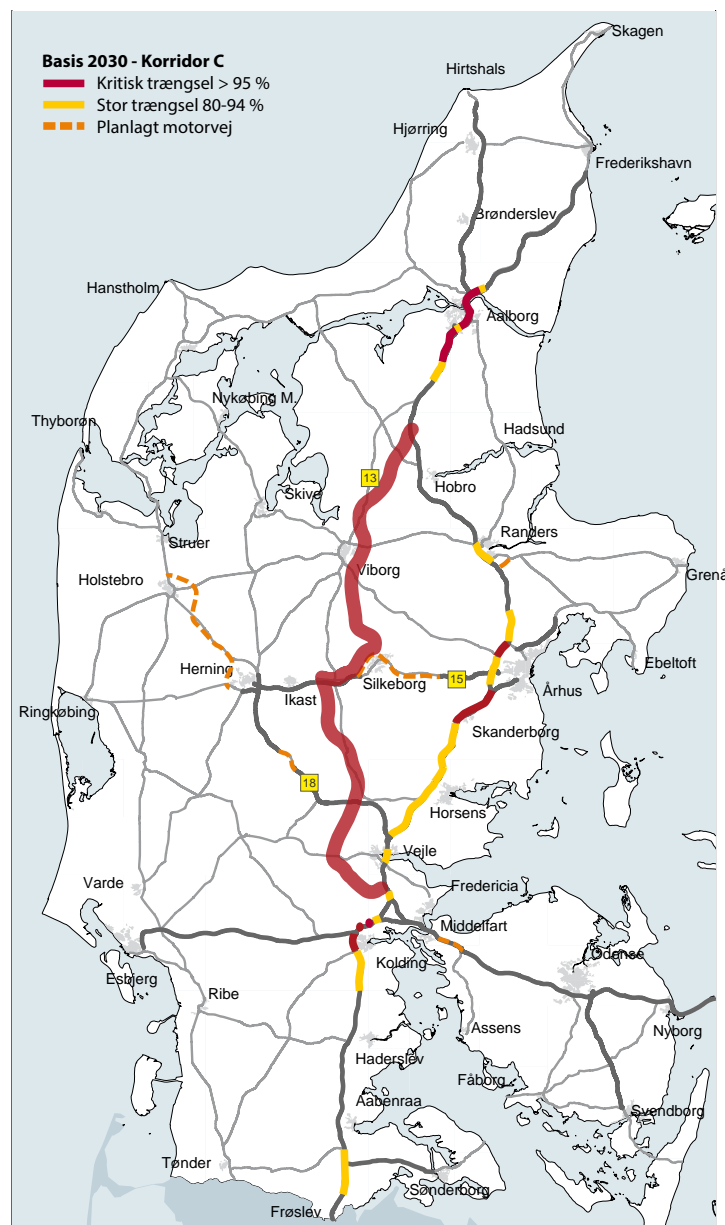 Skagen
Basis 2030 - Korridor C
Kritisk trængsel > 95 %
Stor trængsel 80-94 %
Planlagt motorvej
Hirtshals
Hjørring
Frederikshavn
Brønderslev
Hanstholm
Aalborg
Nykøbing M.
Thyborøn
Hadsund
13
Hobro
Skive
Randers
Struer
Viborg
Holstebro
Grenå
Herning
Silkeborg
15
Ebeltoft
Ikast
Århus
Ringkøbing
Skanderborg
18
Horsens
Vejle
Varde
Fredericia
Middelfart
Kolding
Odense
Esbjerg
Ribe
Nyborg
Assens
Haderslev
Fåborg
Aabenraa
Svendborg
Tønder
Sønderborg
Frøslev